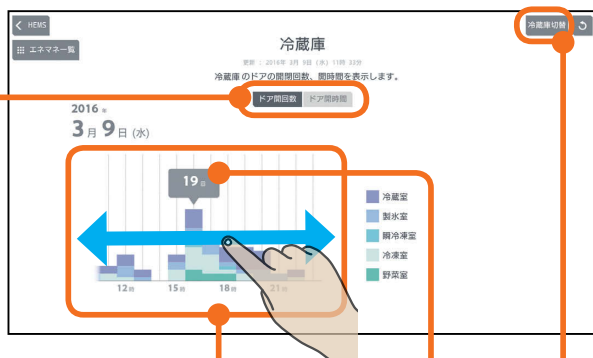 HEMS
冷蔵庫切替
エネマネ一覧
冷蔵庫
更新 : 2016年 3月 9日 (水) 11時 33分
冷蔵庫のドアの開閉回数、開時間を表示します。
ドア開回数 ドア開時間
2016 年
3月 9日 (水)
19回
冷蔵室
製氷室
瞬冷凍室
冷凍室
野菜室
12時 15時 18時 21時